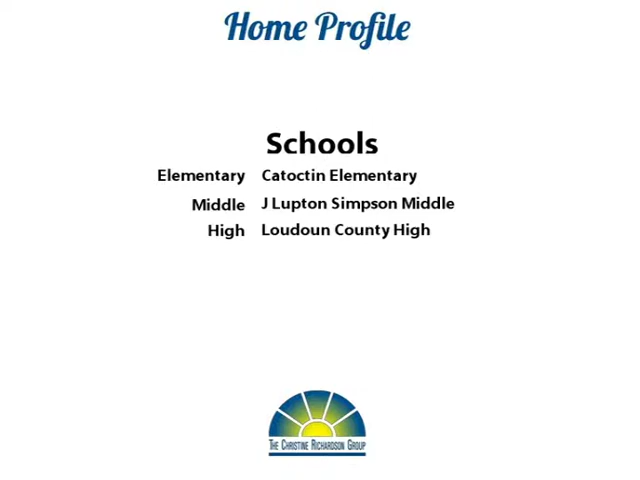 Home Profile
Schools
Elementary Catoctin Elementary
Middle J Lupton Simpson Middle
High Loudoun County High
The Christine Richardson Group